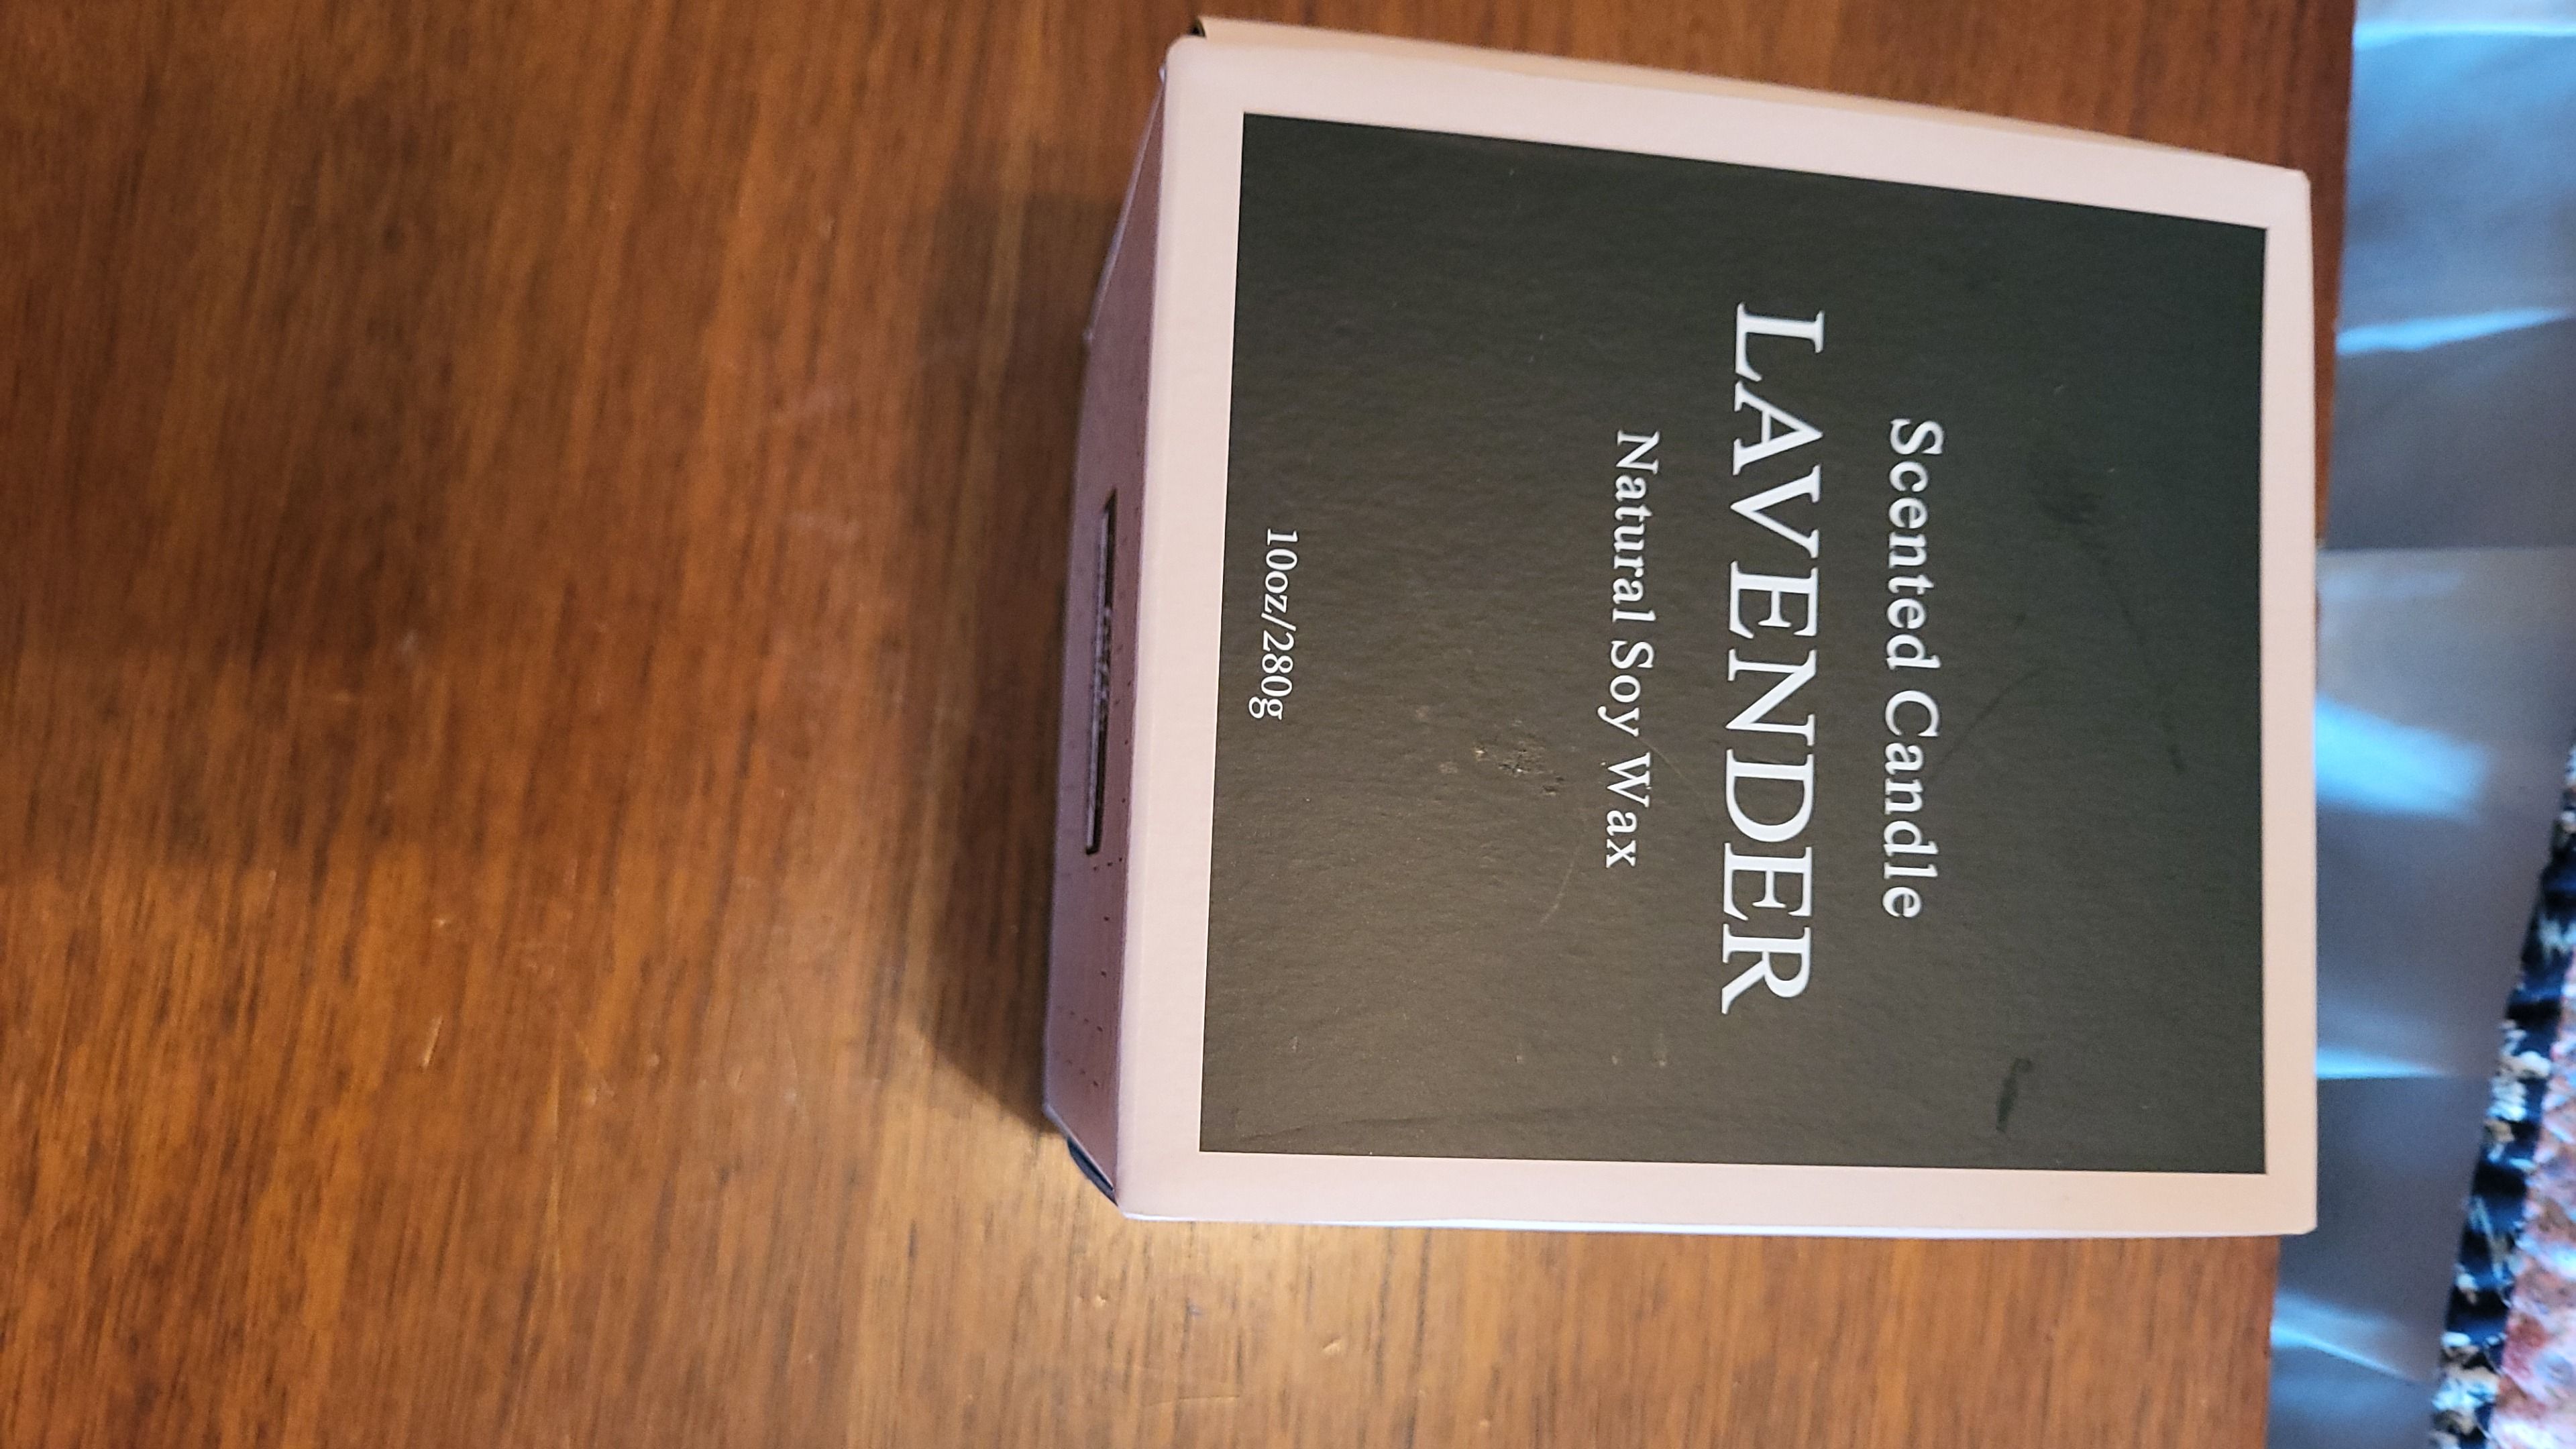 Scented Candle
LAVENDER
Natural Soy Wax
10oz/280g